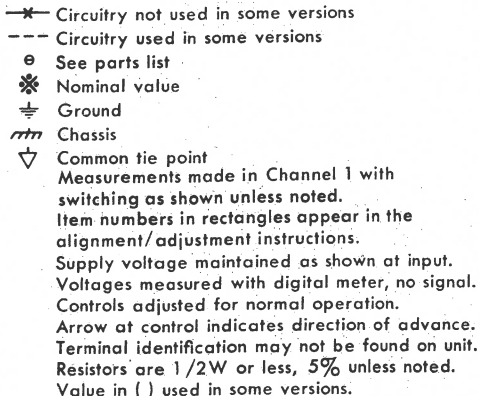 Circuitry not used in some versions
--- Circuitry used in some versions
See parts list
Nominal value
Ground
Chassis
Common tie point
Measurements made in Channel 1 with
switching as shown unless noted.
Item numbers in rectangles appear in the
alignment/adjustment instructions.
Supply voltage maintained as shown at input.
Voltages measured with digital meter, no signal.
Controls adjusted for normal operation.
Arrow at control indicates direction of advance.
Terminal identification may not be found on unit.
Resistors are 1/2W or less, 5% unless noted.
Value in ( ) used in some versions.